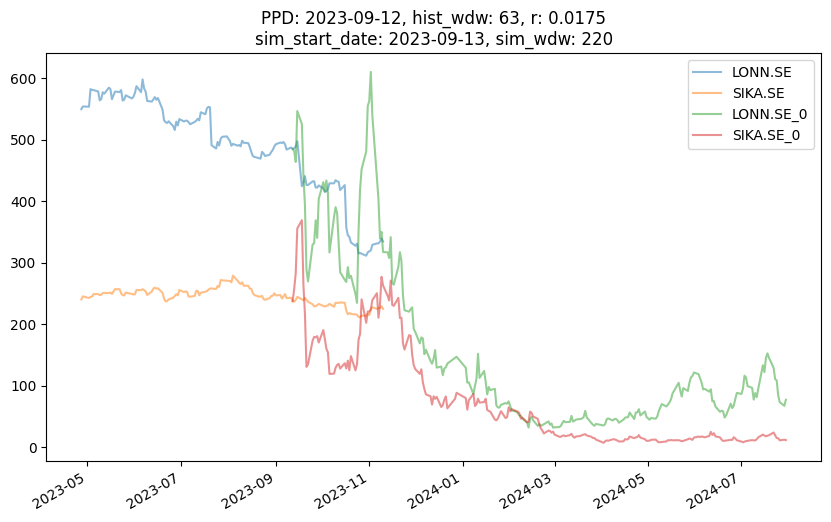 PPD: 2023-09-12, hist_wdw: 63, r: 0.0175
sim_start_date: 2023-09-13, sim_wdw: 220
LONN.SE
SIKA.SE
LONN.SE_0
SIKA.SE_0
600
500
400
300
200
100
0
2023-05
2023-07
2023-09
2023-11
2024-01
2024-03
2024-05
2024-07